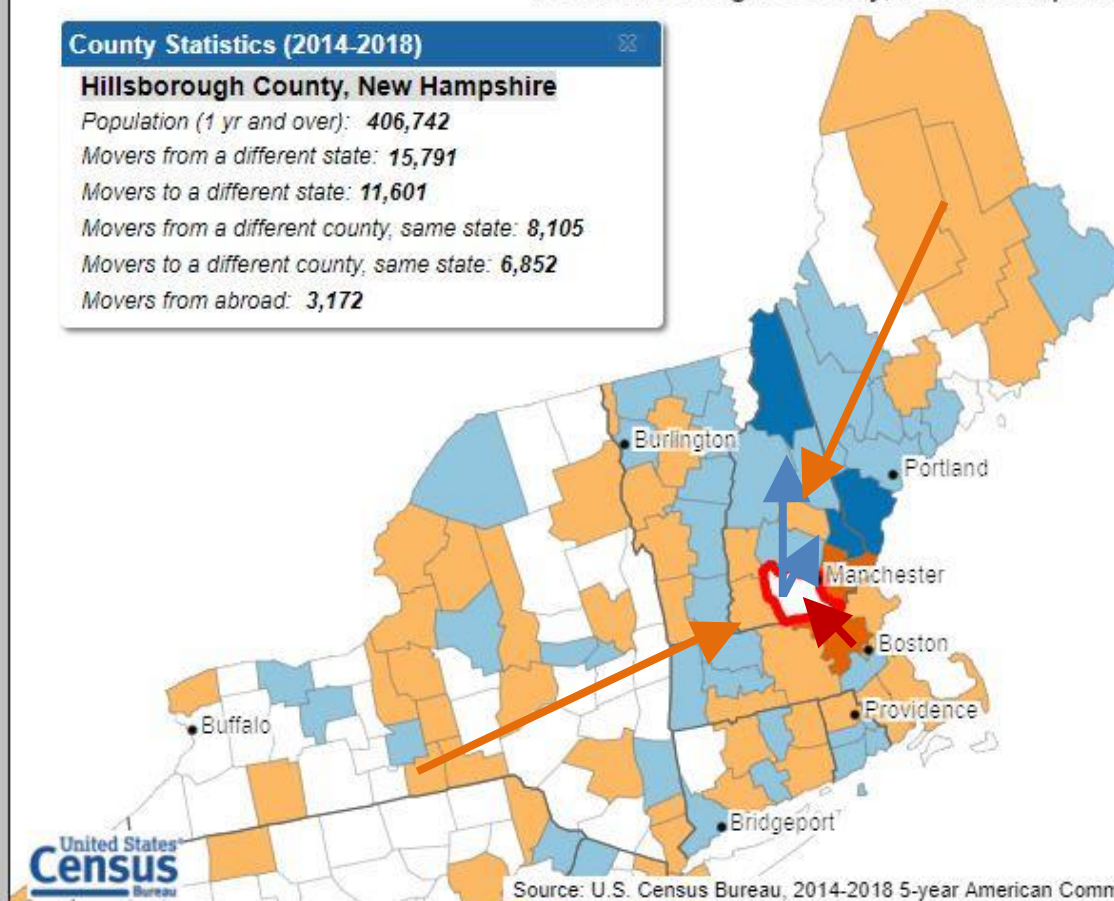 County Statistics (2014-2018)
Hillsborough County, New Hampshire
Population (1 yr and over): 406,742
Movers from a different state: 15,791
Movers to a different state: 11,601
Movers from a different county, same state: 8,105
Movers to a different county, same state: 6,852
Movers from abroad: 3,172
Burlington
Portland
Manchester
Boston
Providence
Buffalo
Bridgeport
United States
Census
Bureau
Source: U.S. Census Bureau, 2014-2018 5-year American Comm